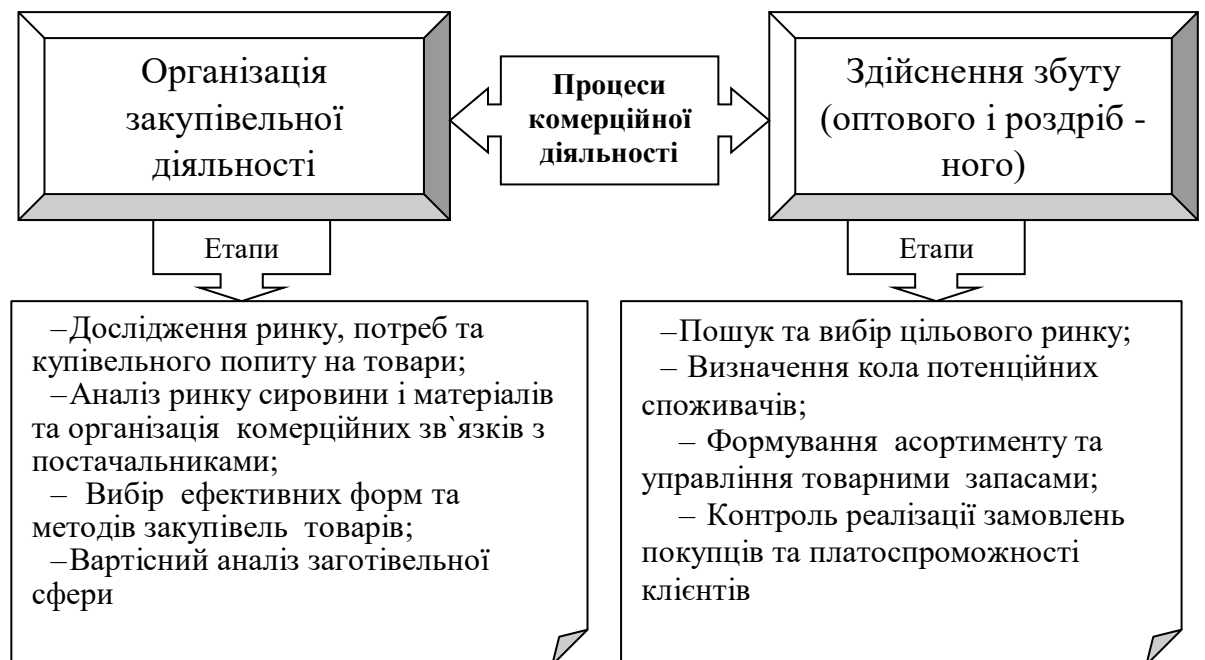 Організація
закупівельної
діяльності
Процеси
комерційної
діяльності
Здійснення збуту
(оптового і роздріб -
ного)
Етапи
Етапи
–Дослідження ринку, потреб та
купівельного попиту на товари;
–Аналіз ринку сировини і матеріалів
та організація комерційних зв`язків з
постачальниками;
– Вибір ефективних форм та
методів закупівель товарів;
–Вартісний аналіз заготівельної
сфери
–Пошук та вибір цільового ринку;
– Визначення кола потенційних
споживачів;
– Формування асортименту та
управління товарними запасами;
– Контроль реалізації замовлень
покупців та платоспроможності
клієнтів